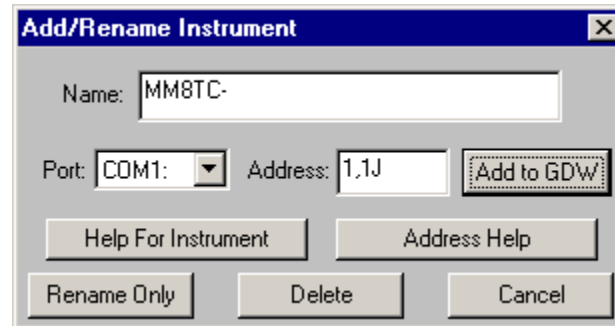 Add/Rename Instrument
Name: MM8TC-
Port: COM1: Address: 1,1J Add to GDW
Help For Instrument Address Help
Rename Only Delete Cancel